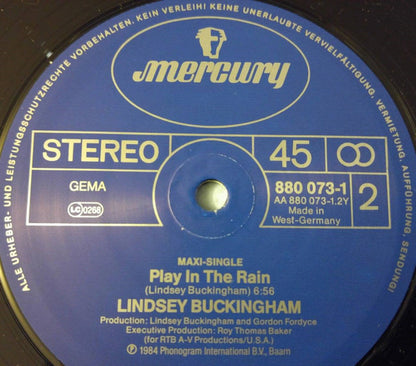 ALLE URHEBER- UND LEISTUNGSSCHUTZRECHTE VORBEHALTEN. KEIN VERLEIH! KEINE UNERLAUBTE VERVIELFÄLTIGUNG, VERMIETUNG, AUFFÜHRUNG, SENDUNG!
mercury
STEREO 45 ∞
GEMA 880 073-1 2
LC 0268 AA 880 073-1.2Y
Made in
West-Germany
MAXI-SINGLE
Play In The Rain
(Lindsey Buckingham) 6:56
LINDSEY BUCKINGHAM
Production: Lindsey Buckingham and Gordon Fordyce
Executive Production: Roy Thomas Baker
(for RTB A-V Productions/U.S.A.)
℗ 1984 Phonogram International B.V., Baarn